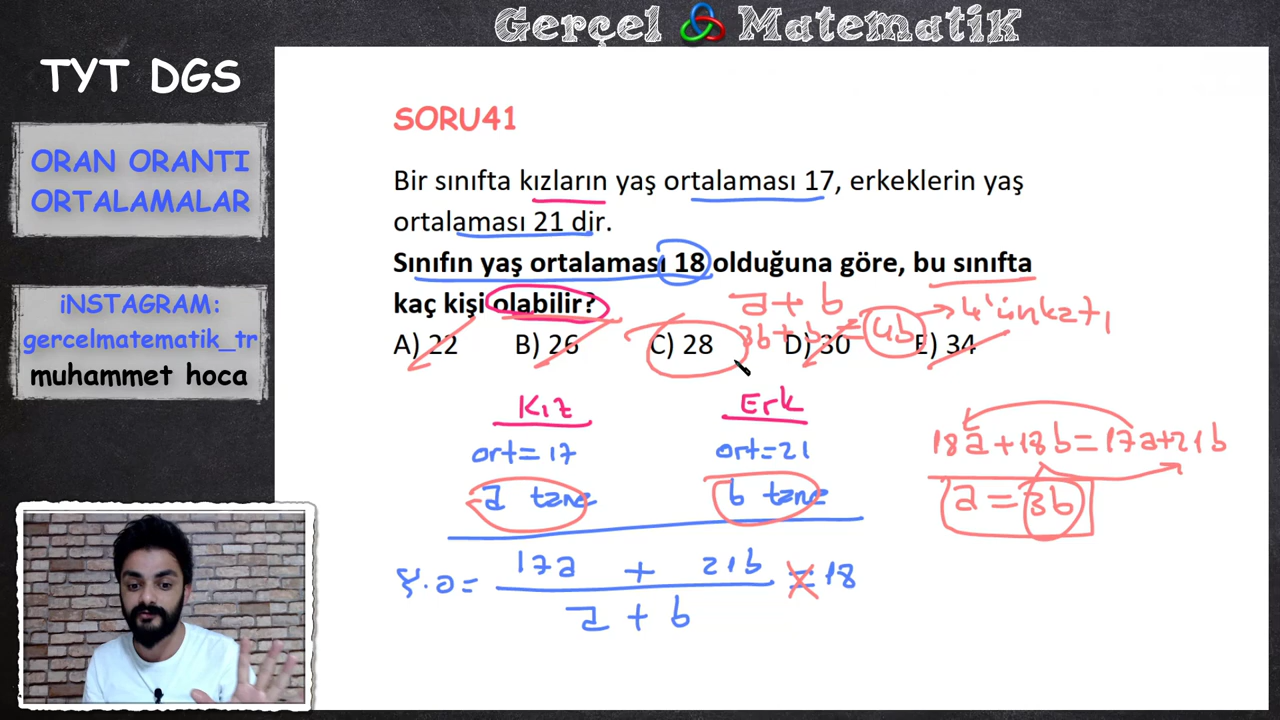 Gerçel Matematik
TYT DGS
ORAN ORANTI
ORTALAMALAR
iNSTAGRAM:
gercelmatematik_tr
muhammet hoca
SORU41
Bir sınıfta kızların yaş ortalaması 17, erkeklerin yaş
ortalaması 21 dir.
Sınıfın yaş ortalaması 18 olduğuna göre, bu sınıfta
kaç kişi olabilir?
a + b
3b + b = 4b → 4'ün katı
A) 22 B) 26 C) 28 D) 30 E) 34
Kız Erk
ort = 17 ort = 21
a tane b tane
17a + 21b = 18
a + b
18a + 18b = 17a + 21b
a = 3b